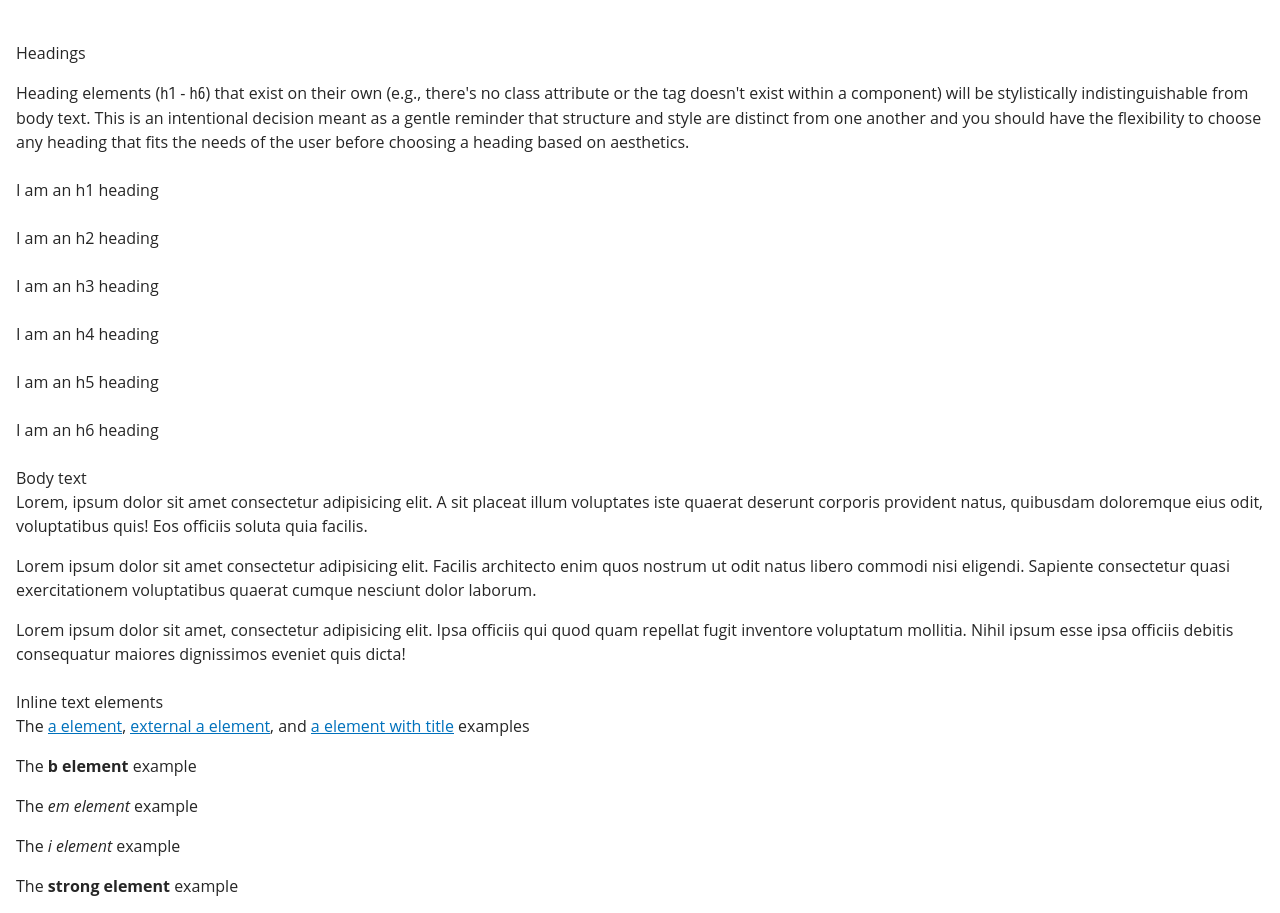 Headings
Heading elements (h1 - h6) that exist on their own (e.g., there's no class attribute or the tag doesn't exist within a component) will be stylistically indistinguishable from
body text. This is an intentional decision meant as a gentle reminder that structure and style are distinct from one another and you should have the flexibility to choose
any heading that fits the needs of the user before choosing a heading based on aesthetics.
I am an h1 heading
I am an h2 heading
I am an h3 heading
I am an h4 heading
I am an h5 heading
I am an h6 heading
Body text
Lorem, ipsum dolor sit amet consectetur adipisicing elit. A sit placeat illum voluptates iste quaerat deserunt corporis provident natus, quibusdam doloremque eius odit,
voluptatibus quis! Eos officiis soluta quia facilis.
Lorem ipsum dolor sit amet consectetur adipisicing elit. Facilis architecto enim quos nostrum ut odit natus libero commodi nisi eligendi. Sapiente consectetur quasi
exercitationem voluptatibus quaerat cumque nesciunt dolor laborum.
Lorem ipsum dolor sit amet, consectetur adipisicing elit. Ipsa officiis qui quod quam repellat fugit inventore voluptatum mollitia. Nihil ipsum esse ipsa officiis debitis
consequatur maiores dignissimos eveniet quis dicta!
Inline text elements
The a element, external a element, and a element with title examples
The b element example
The em element example
The i element example
The strong element example